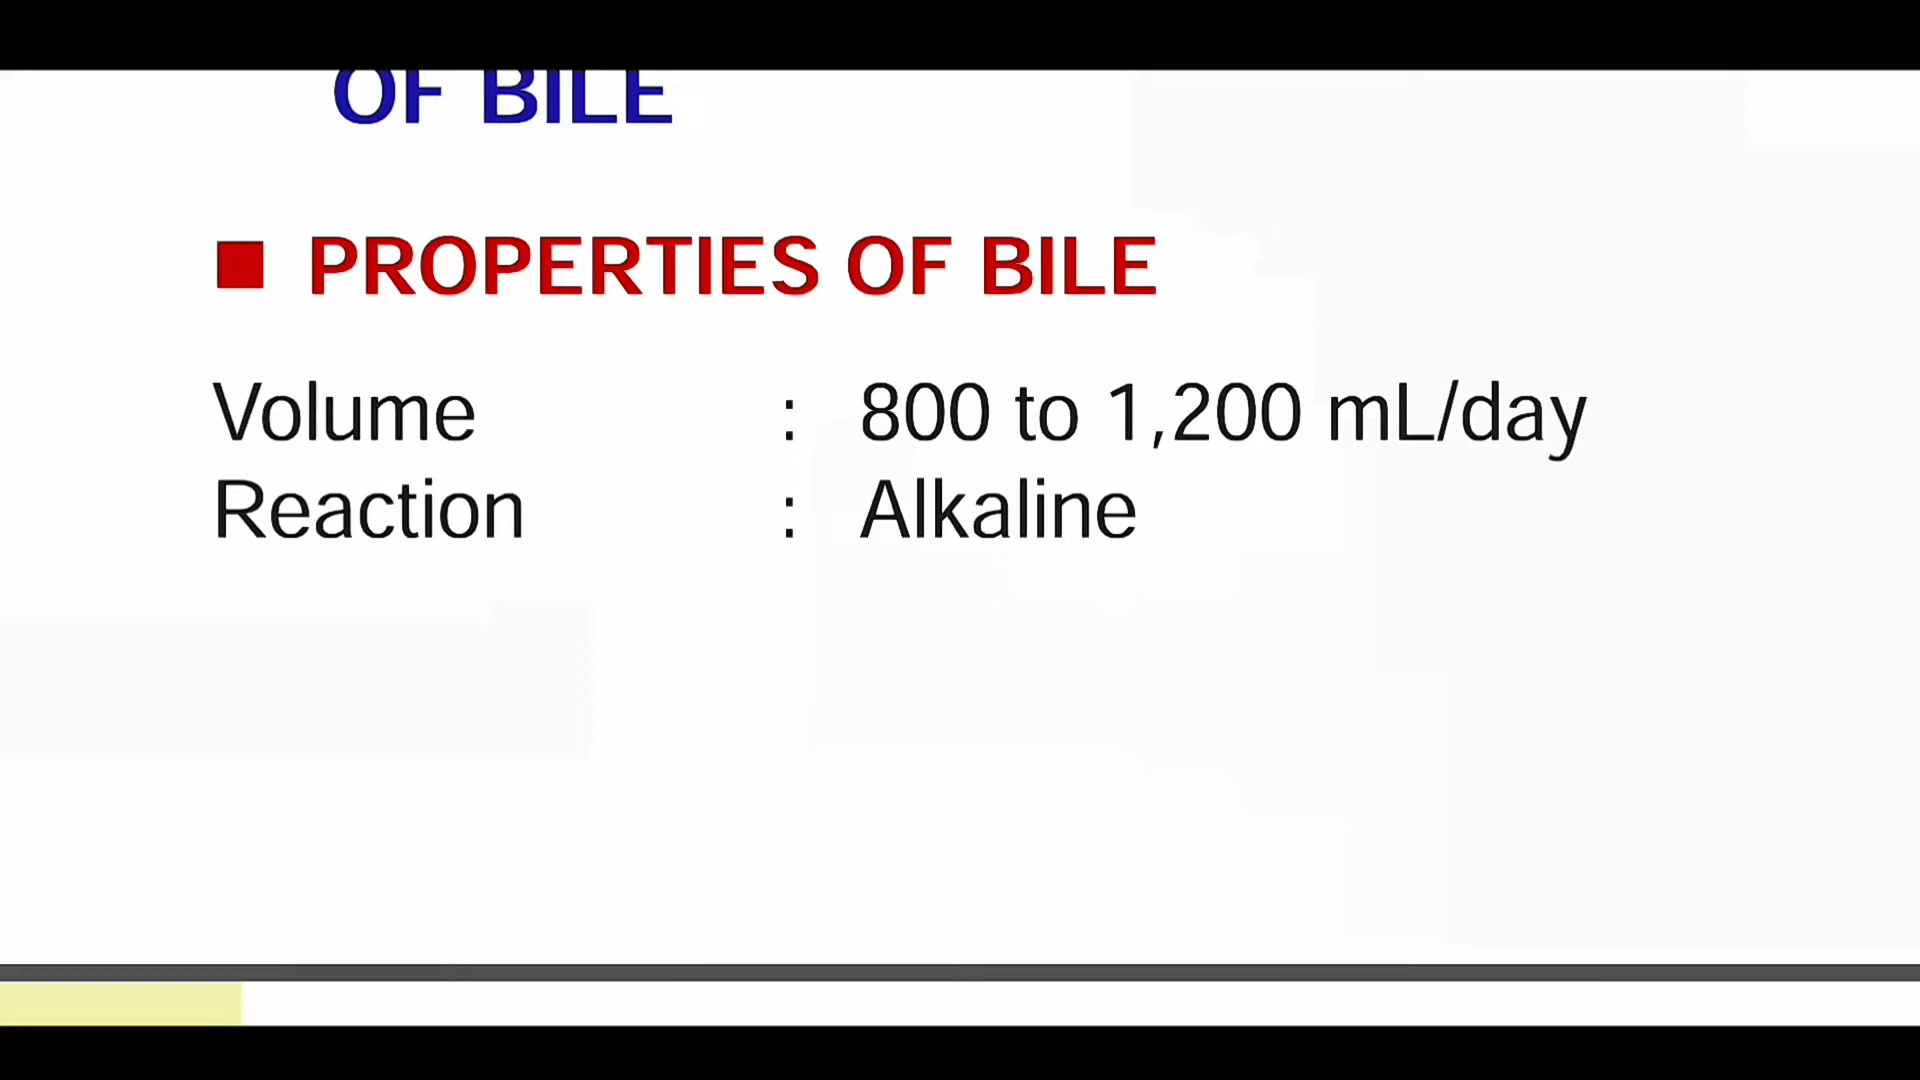 OF BILE
PROPERTIES OF BILE
Volume : 800 to 1,200 mL/day
Reaction : Alkaline